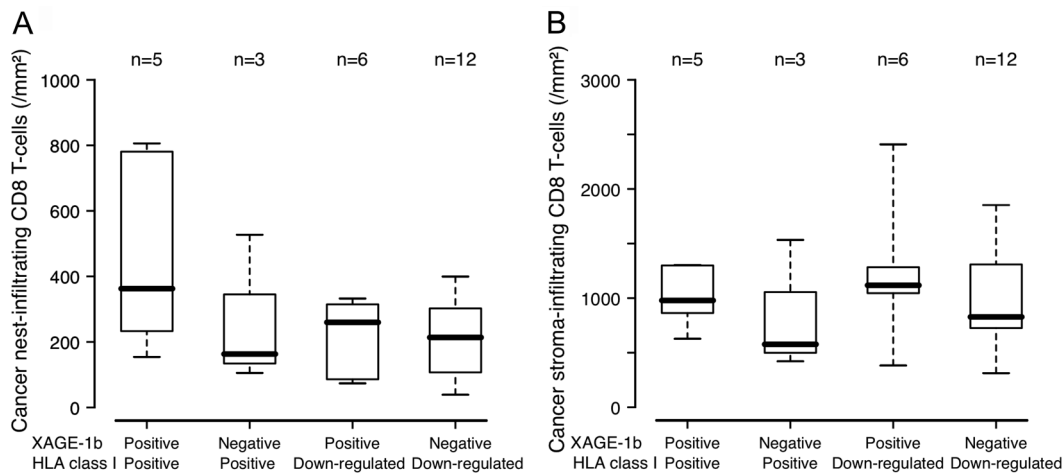 A
n=5 n=3 n=6 n=12
Cancer nest-infiltrating CD8 T-cells (/mm²)
1000
800
600
400
200
0
XAGE-1b Positive Negative Positive Negative
HLA class I Positive Positive Down-regulated Down-regulated
B
n=5 n=3 n=6 n=12
Cancer stroma-infiltrating CD8 T-cells (/mm²)
3000
2000
1000
0
XAGE-1b Positive Negative Positive Negative
HLA class I Positive Positive Down-regulated Down-regulated